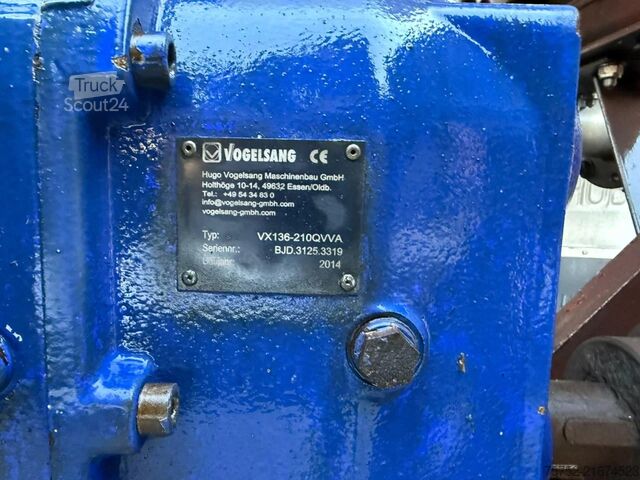 Truck
Scout24
VOGELSANG CE
Hugo Vogelsang Maschinenbau GmbH
Holthöge 10-14, 49632 Essen/Oldb.
Tel.: +49 54 34 83 0
info@vogelsang-gmbh.com
vogelsang-gmbh.com
Typ: VX136-210QVVA
Seriennr.: BJD.3125.3319
Baujahr: 2014